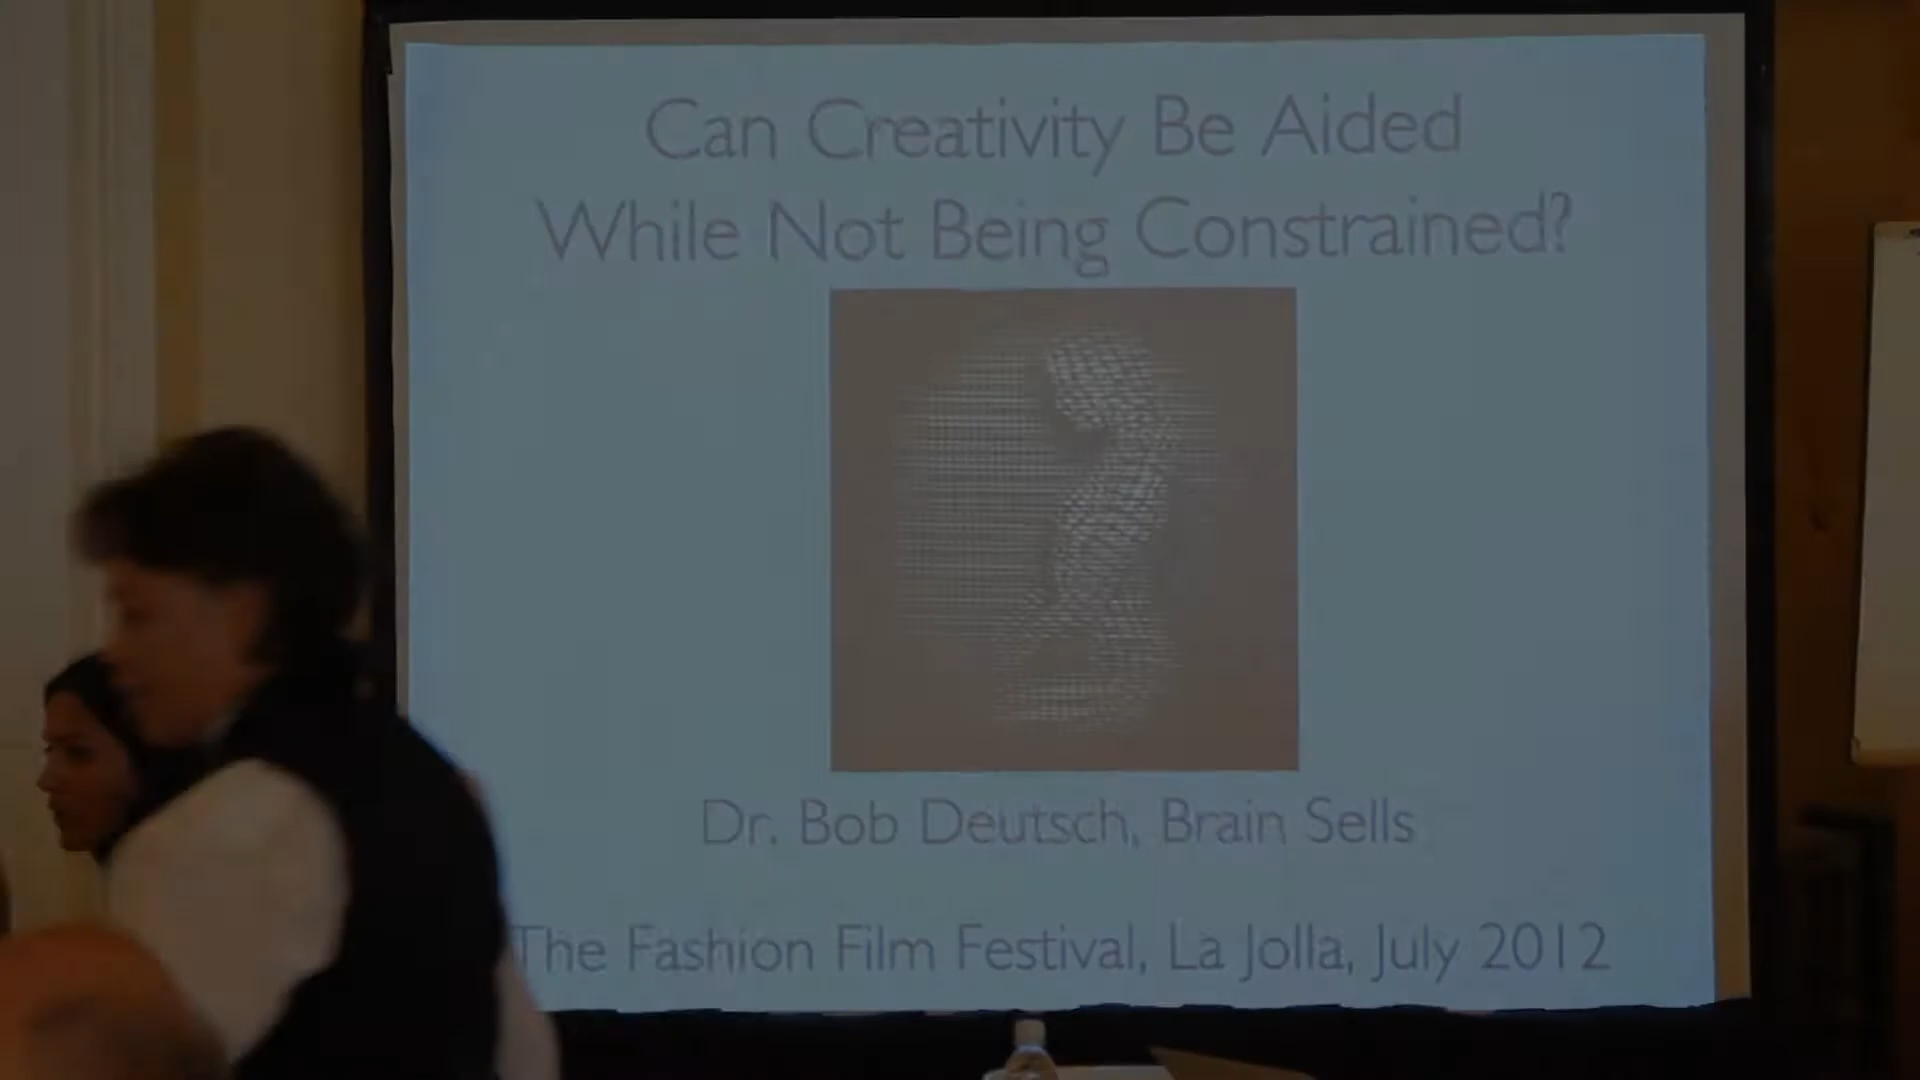 Can Creativity Be Aided
While Not Being Constrained?
Dr. Bob Deutsch, Brain Sells
The Fashion Film Festival, La Jolla, July 2012